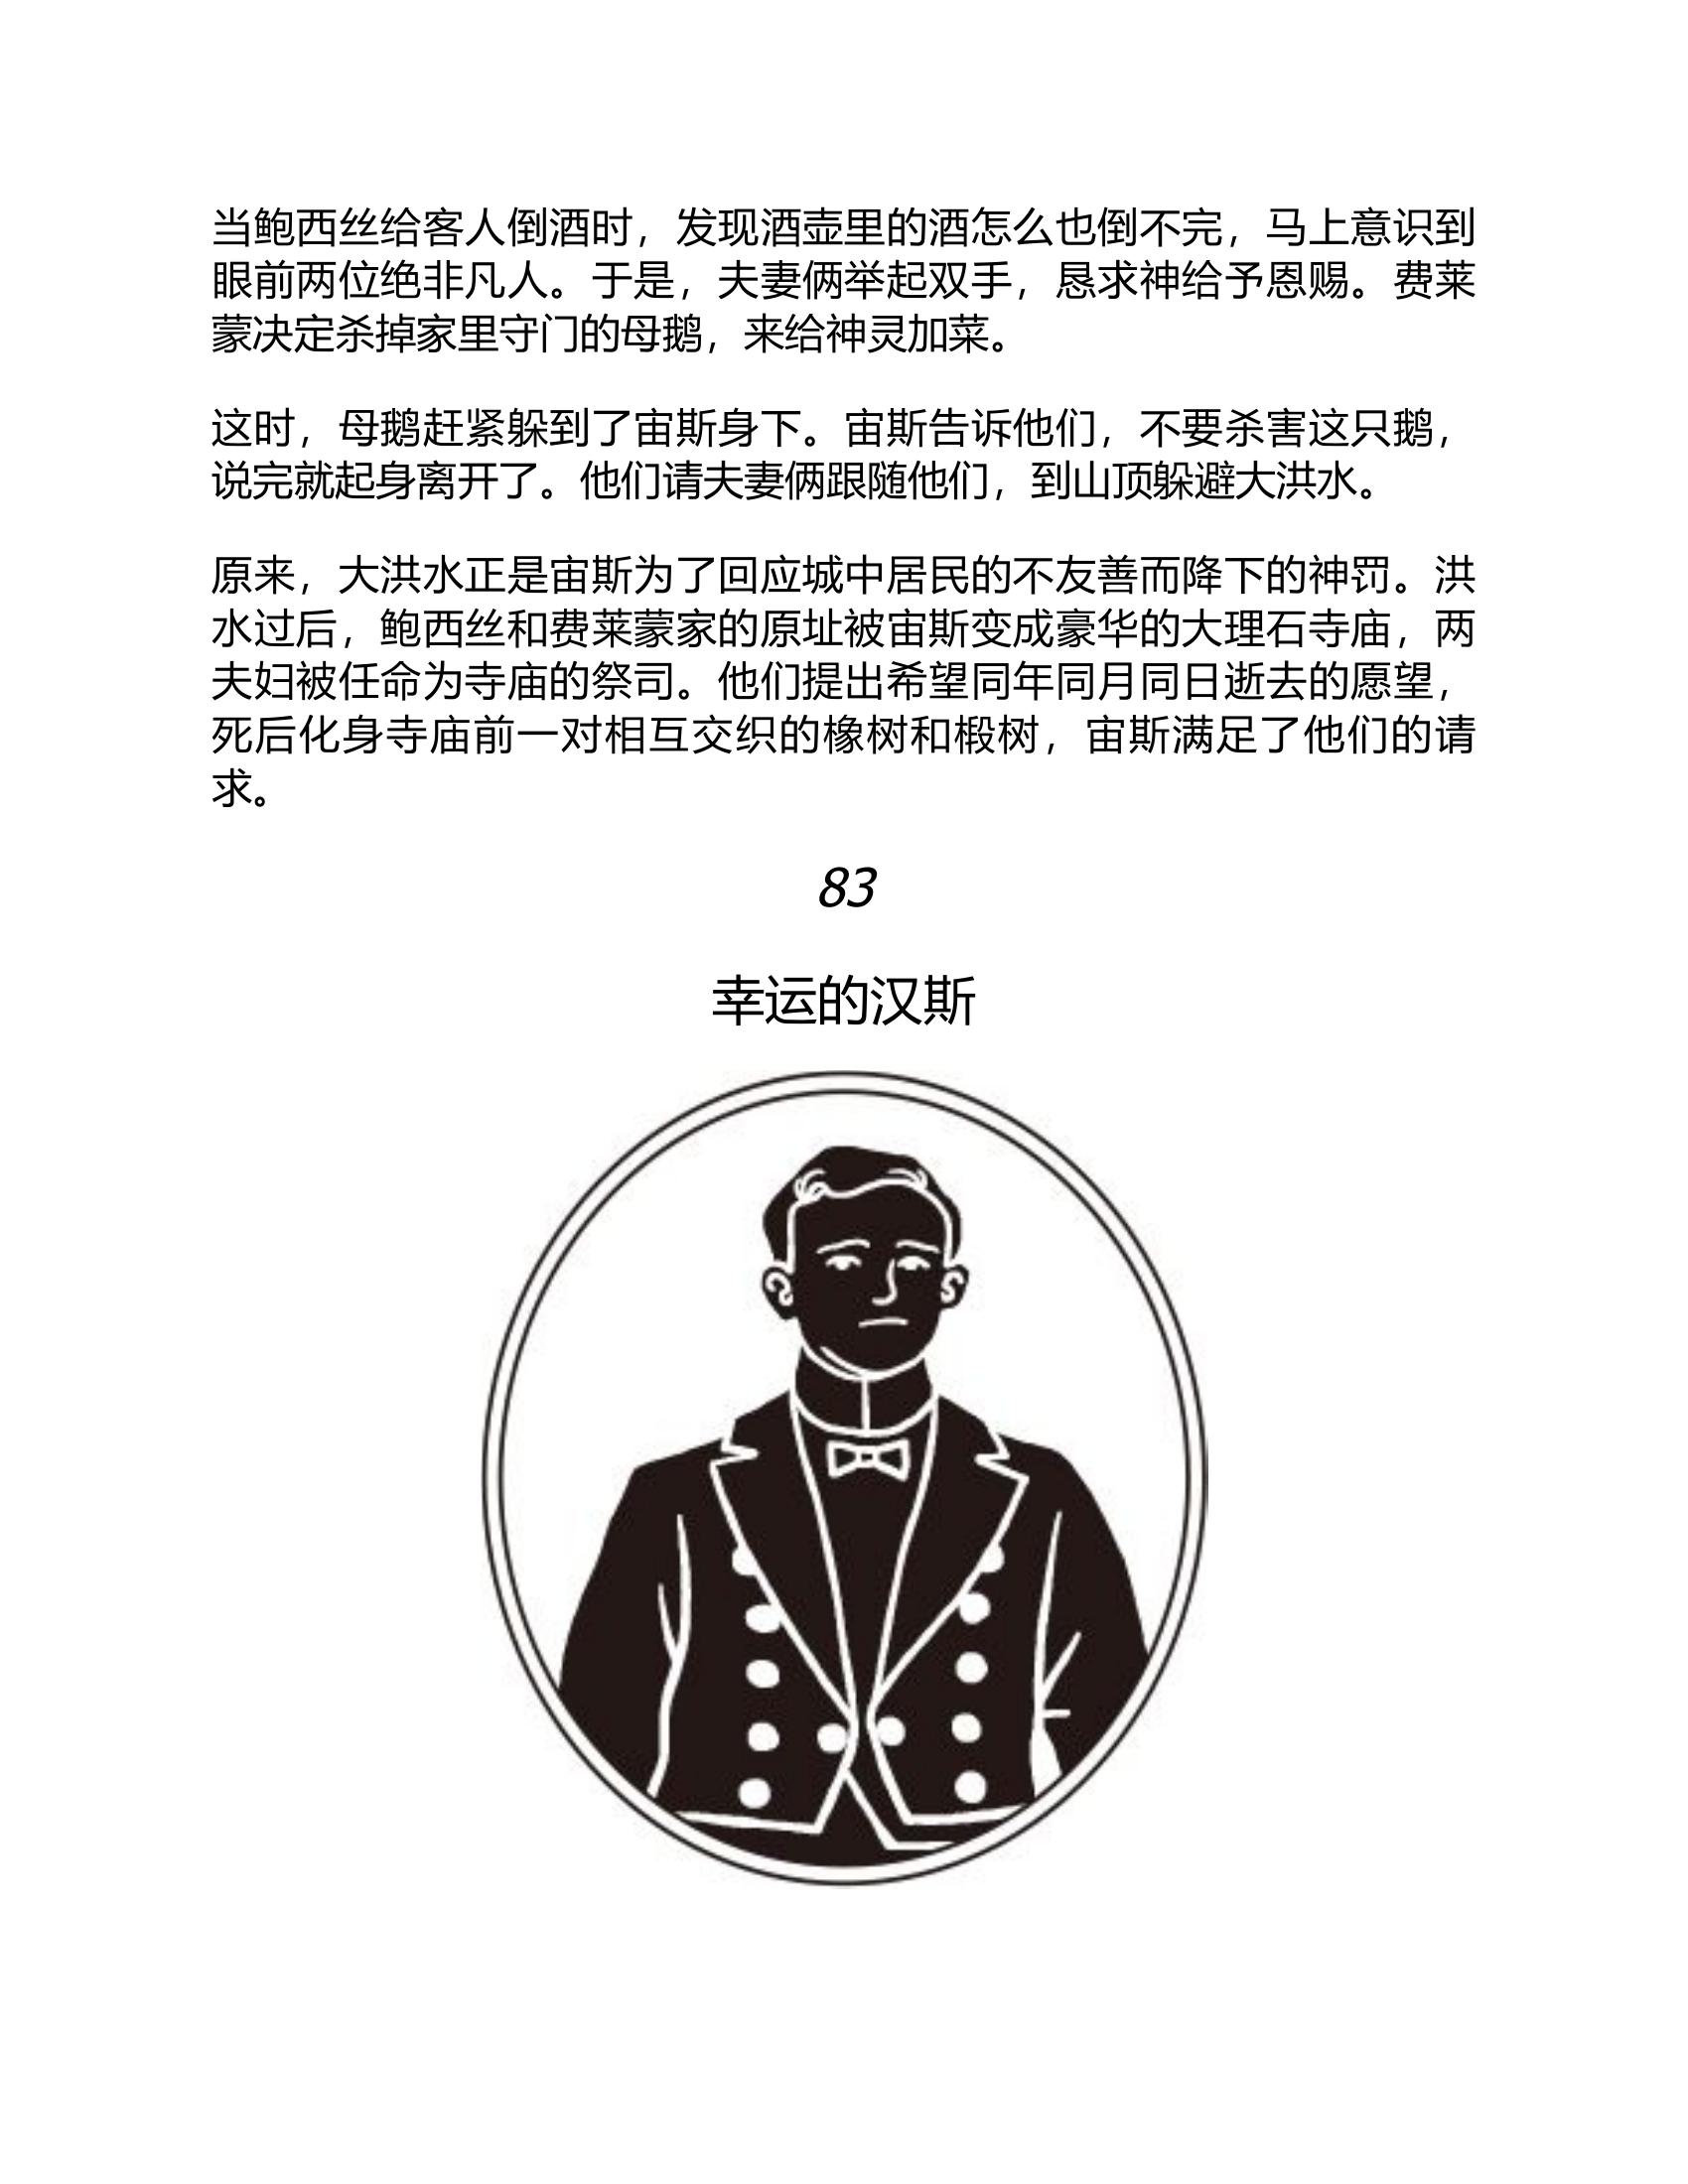 当鲍西丝给客人倒酒时，发现酒壶里的酒怎么也倒不完，马上意识到
眼前两位绝非凡人。于是，夫妻俩举起双手，恳求神给予恩赐。费莱
蒙决定杀掉家里守门的母鹅，来给神灵加菜。
这时，母鹅赶紧躲到了宙斯身下。宙斯告诉他们，不要杀害这只鹅，
说完就起身离开了。他们请夫妻俩跟随他们，到山顶躲避大洪水。
原来，大洪水正是宙斯为了回应城中居民的不友善而降下的神罚。洪
水过后，鲍西丝和费莱蒙家的原址被宙斯变成豪华的大理石寺庙，两
夫妇被任命为寺庙的祭司。他们提出希望同年同月同日逝去的愿望，
死后化身寺庙前一对相互交织的橡树和椴树，宙斯满足了他们的请
求。
83
幸运的汉斯